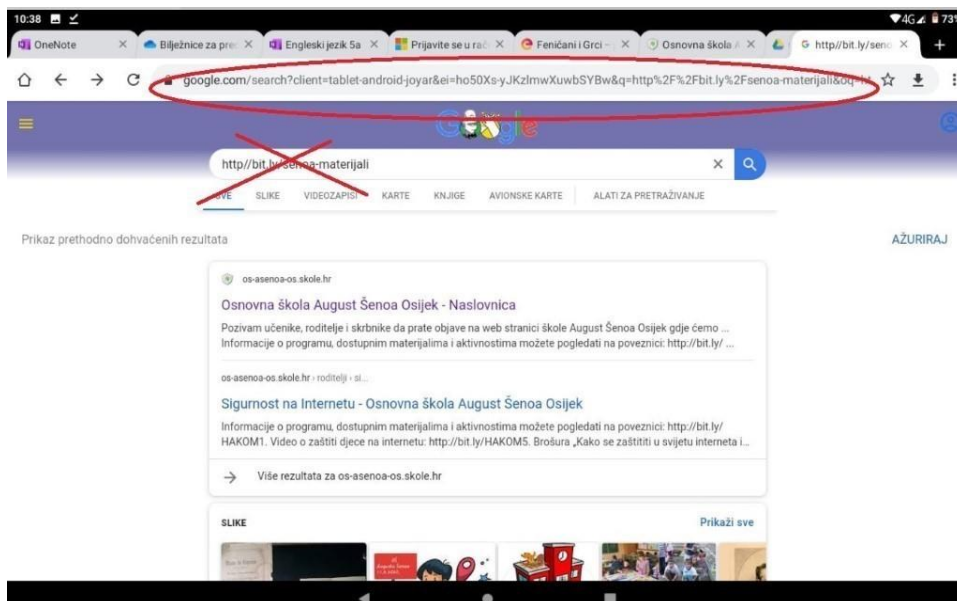 10:38 4G 73%
OneNote Bilježnice za pre Engleski jezik 5a Prijavite se u rač Feničani i Grci - Osnovna škola http//bit.ly/seno
google.com/search?client=tablet-android-joyar&ei=ho50Xs-yJKzlmwXuwbSYBw&q=http%2F%2Fbit.ly%2Fsenoa-materijali&oq=ht
Google
http//bit.ly/senoa-materijali
SVE SLIKE VIDEOZAPISI KARTE KNJIGE AVIONSKE KARTE ALATI ZA PRETRAŽIVANJE
Prikaz prethodno dohvaćenih rezultata AŽURIRAJ
os-asenoa-os.skole.hr
Osnovna škola August Šenoa Osijek - Naslovnica
Pozivam učenike, roditelje i skrbnike da prate objave na web stranici škole August Šenoa Osijek gdje ćemo ...
Informacije o programu, dostupnim materijalima i aktivnostima možete pogledati na poveznici: http://bit.ly/ ...
os-asenoa-os.skole.hr › roditelji › si...
Sigurnost na Internetu - Osnovna škola August Šenoa Osijek
Informacije o programu, dostupnim materijalima i aktivnostima možete pogledati na poveznici: http://bit.ly/
HAKOM1. Video o zaštiti djece na internetu: http://bit.ly/HAKOM5. Brošura „Kako se zaštititi u svijetu interneta i...
Više rezultata za os-asenoa-os.skole.hr
SLIKE Prikaži sve